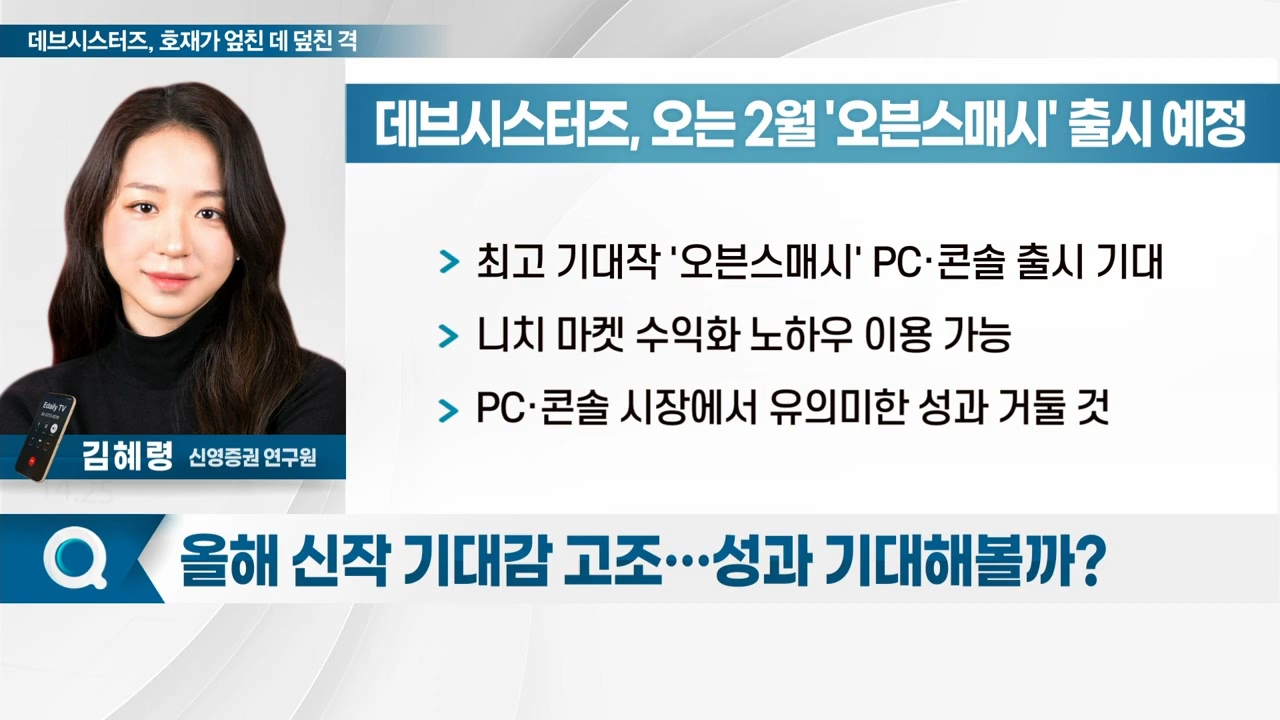 데브시스터즈, 호재가 엎친 데 덮친 격
데브시스터즈, 오는 2월 '오븐스매시' 출시 예정
> 최고 기대작 '오븐스매시' PC·콘솔 출시 기대
> 니치 마켓 수익화 노하우 이용 가능
> PC·콘솔 시장에서 유의미한 성과 거둘 것
Edaily TV
김혜령 신영증권 연구원
Q 올해 신작 기대감 고조…성과 기대해볼까?